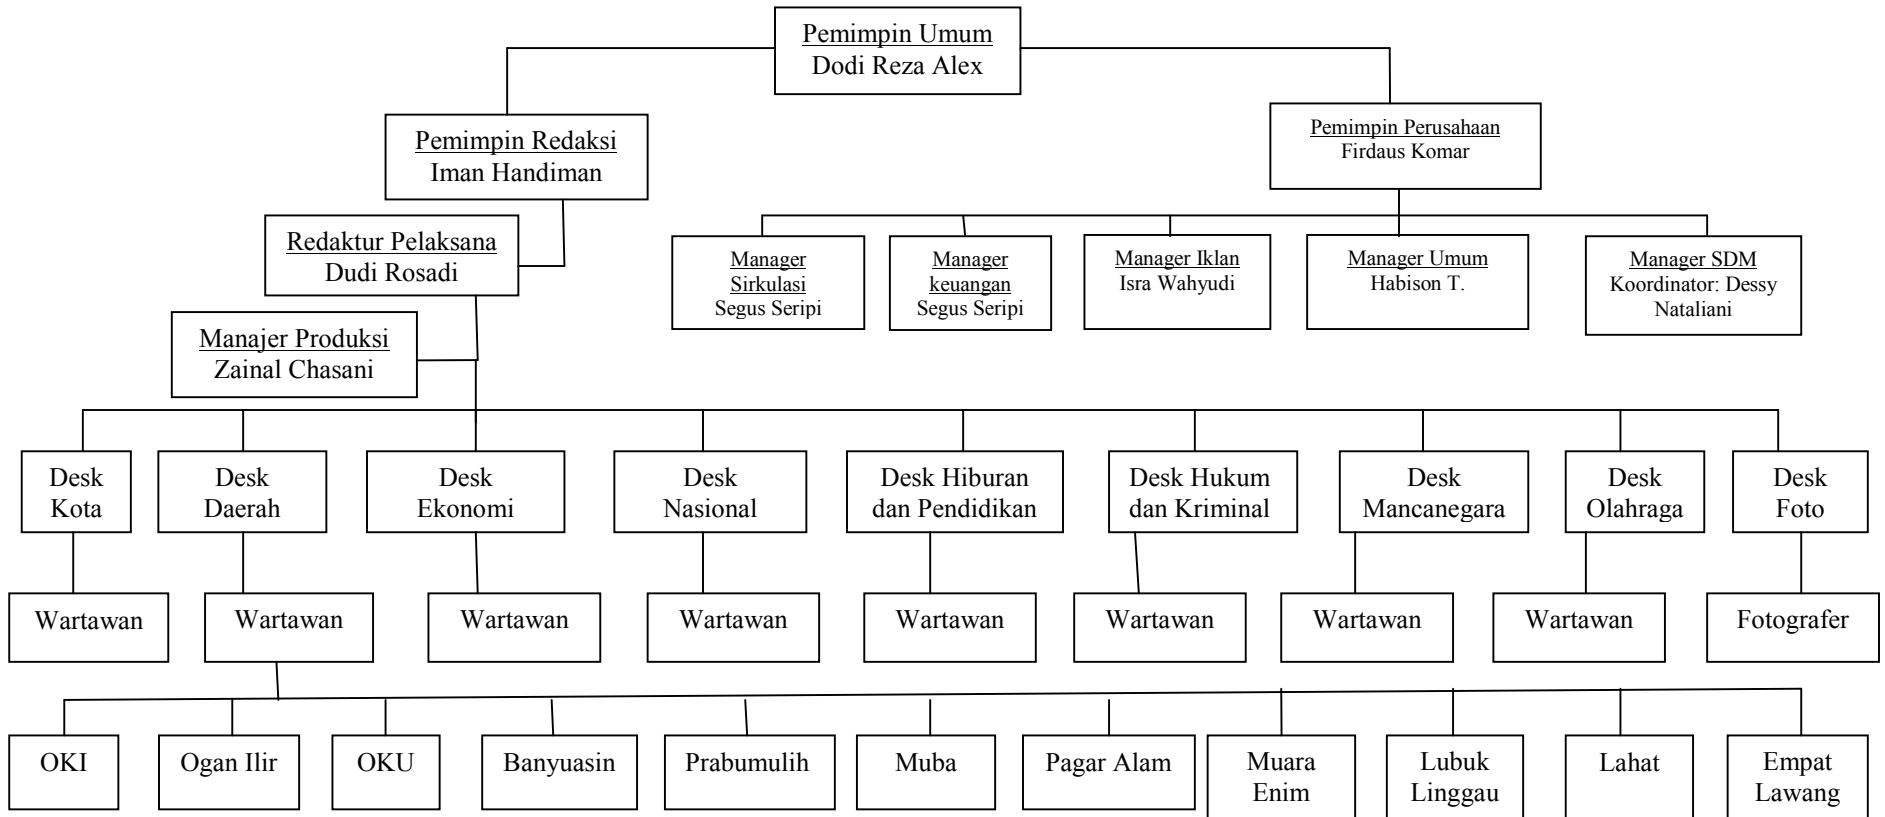 Pemimpin Umum
Dodi Reza Alex
Pemimpin Redaksi
Iman Handiman
Pemimpin Perusahaan
Firdaus Komar
Redaktur Pelaksana
Dudi Rosadi
Manager
Sirkulasi
Segus Seripi
Manager
keuangan
Segus Seripi
Manager Iklan
Isra Wahyudi
Manager Umum
Habison T.
Manager SDM
Koordinator: Dessy
Nataliani
Manajer Produksi
Zainal Chasani
Desk
Kota
Desk
Daerah
Desk
Ekonomi
Desk
Nasional
Desk Hiburan
dan Pendidikan
Desk Hukum
dan Kriminal
Desk
Mancanegara
Desk
Olahraga
Desk
Foto
Wartawan
Wartawan
Wartawan
Wartawan
Wartawan
Wartawan
Wartawan
Wartawan
Fotografer
OKI
Ogan Ilir
OKU
Banyuasin
Prabumulih
Muba
Pagar Alam
Muara
Enim
Lubuk
Linggau
Lahat
Empat
Lawang